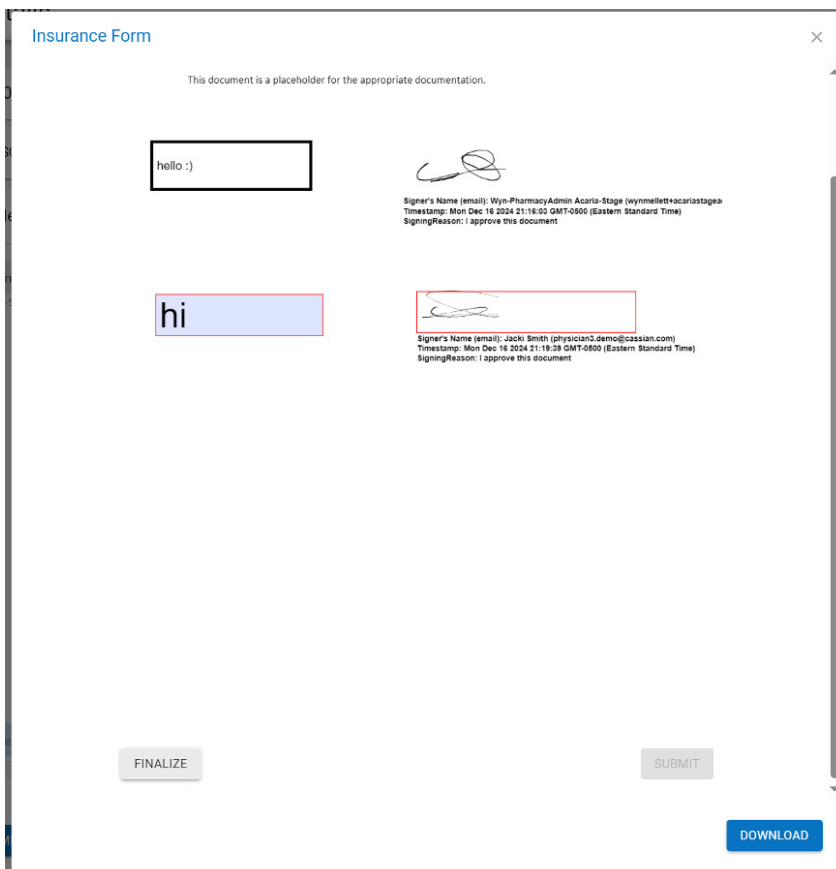 Insurance Form
This document is a placeholder for the appropriate documentation.
hello :)
Signer's Name (email): Wyn-PharmacyAdmin Acaria-Stage (wynmellett+acariastagea
Timestamp: Mon Dec 16 2024 21:16:03 GMT-0500 (Eastern Standard Time)
SigningReason: I approve this document
hi
Signer's Name (email): Jacki Smith (physician3.demo@cassian.com)
Timestamp: Mon Dec 16 2024 21:19:39 GMT-0500 (Eastern Standard Time)
SigningReason: I approve this document
FINALIZE
SUBMIT
DOWNLOAD